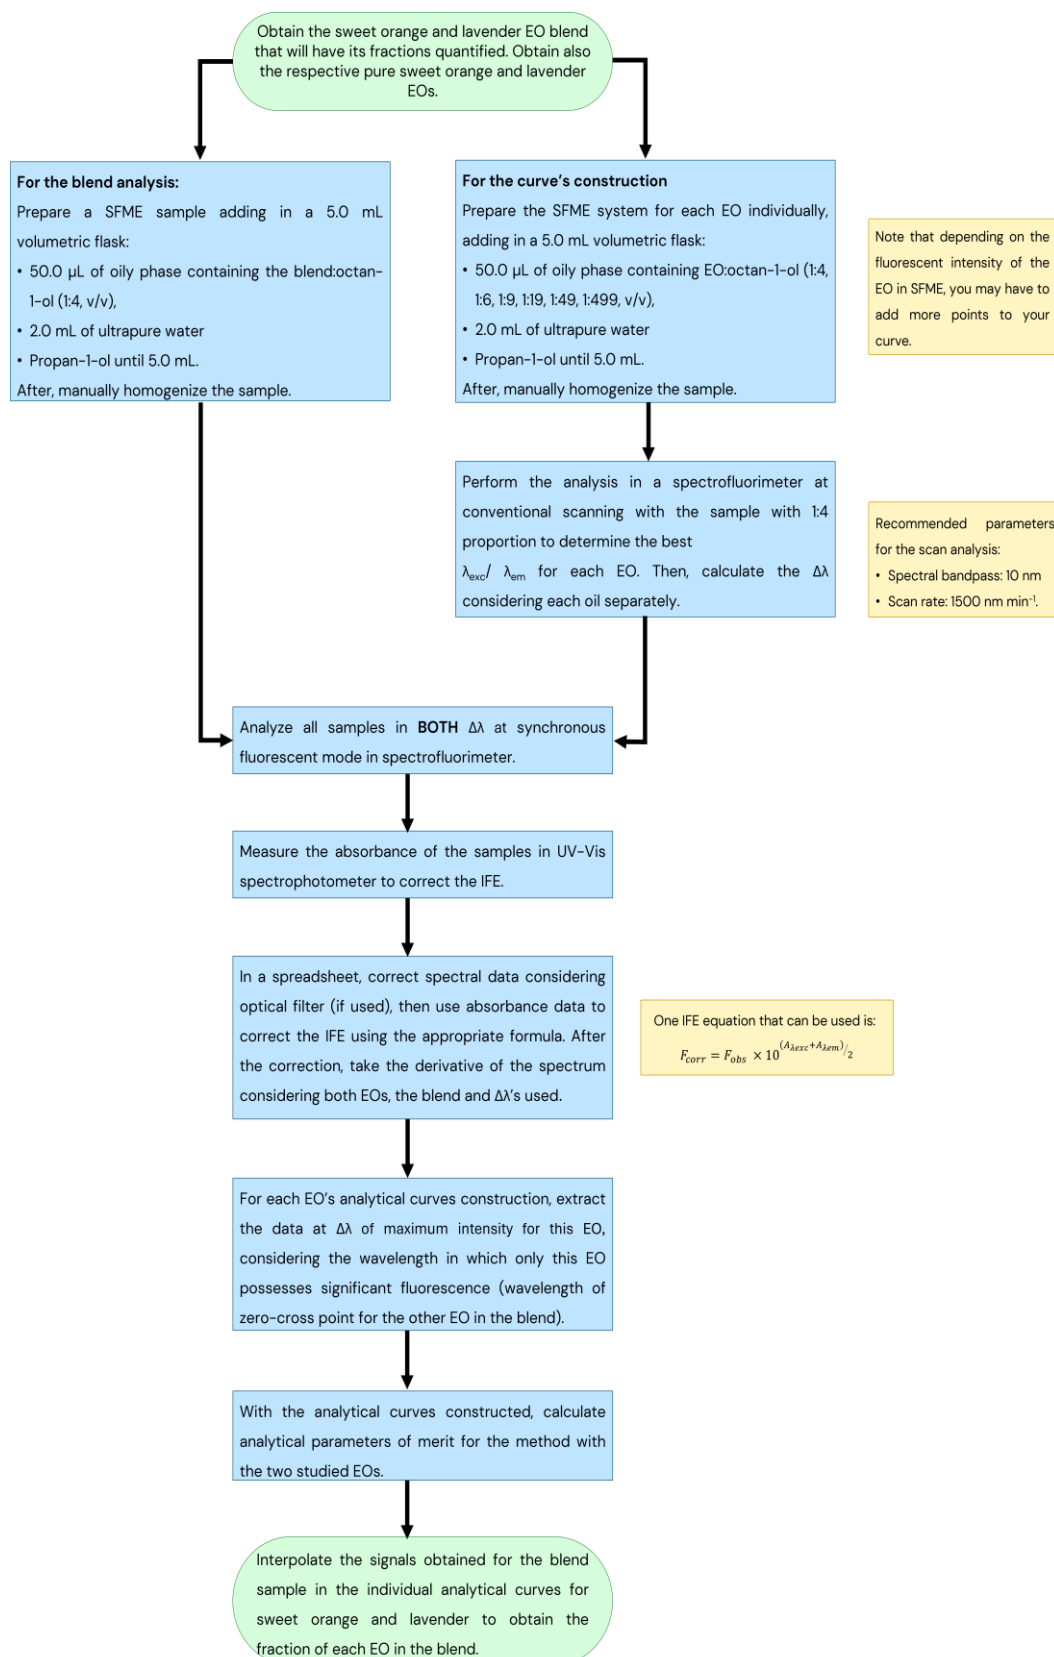 Obtain the sweet orange and lavender EO blend
that will have its fractions quantified. Obtain also
the respective pure sweet orange and lavender
EOs.
For the blend analysis:
Prepare a SFME sample adding in a 5.0 mL
volumetric flask:
• 50.0 µL of oily phase containing the blend:octan-
1-ol (1:4, v/v),
• 2.0 mL of ultrapure water
• Propan-1-ol until 5.0 mL.
After, manually homogenize the sample.
For the curve's construction
Prepare the SFME system for each EO individually,
adding in a 5.0 mL volumetric flask:
• 50.0 µL of oily phase containing EO:octan-1-ol (1:4,
1:6, 1:9, 1:19, 1:49, 1:499, v/v),
• 2.0 mL of ultrapure water
• Propan-1-ol until 5.0 mL.
After, manually homogenize the sample.
Note that depending on the
fluorescent intensity of the
EO in SFME, you may have to
add more points to your
curve.
Perform the analysis in a spectrofluorimeter at
conventional scanning with the sample with 1:4
proportion to determine the best
λexc/ λem for each EO. Then, calculate the Δλ
considering each oil separately.
Recommended parameters
for the scan analysis:
• Spectral bandpass: 10 nm
• Scan rate: 1500 nm min⁻¹.
Analyze all samples in BOTH Δλ at synchronous
fluorescent mode in spectrofluorimeter.
Measure the absorbance of the samples in UV-Vis
spectrophotometer to correct the IFE.
In a spreadsheet, correct spectral data considering
optical filter (if used), then use absorbance data to
correct the IFE using the appropriate formula. After
the correction, take the derivative of the spectrum
considering both EOs, the blend and Δλ's used.
One IFE equation that can be used is:
F_corr = F_obs × 10^(A_λexc+A_λem)/2
For each EO's analytical curves construction, extract
the data at Δλ of maximum intensity for this EO,
considering the wavelength in which only this EO
possesses significant fluorescence (wavelength of
zero-cross point for the other EO in the blend).
With the analytical curves constructed, calculate
analytical parameters of merit for the method with
the two studied EOs.
Interpolate the signals obtained for the blend
sample in the individual analytical curves for
sweet orange and lavender to obtain the
fraction of each EO in the blend.